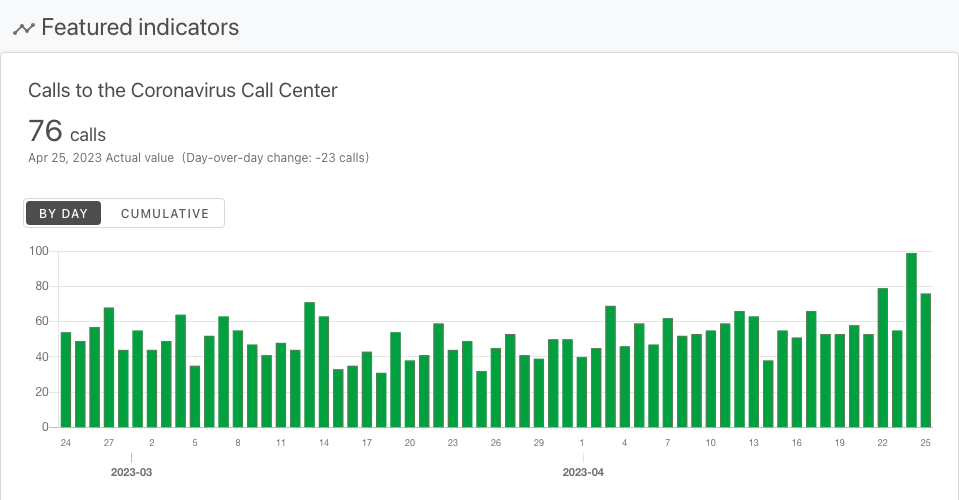 Featured indicators
Calls to the Coronavirus Call Center
76 calls
Apr 25, 2023 Actual value (Day-over-day change: -23 calls)
BY DAY CUMULATIVE
100
80
60
40
20
0
24 27 2 5 8 11 14 17 20 23 26 29 1 4 7 10 13 16 19 22 25
2023-03 2023-04